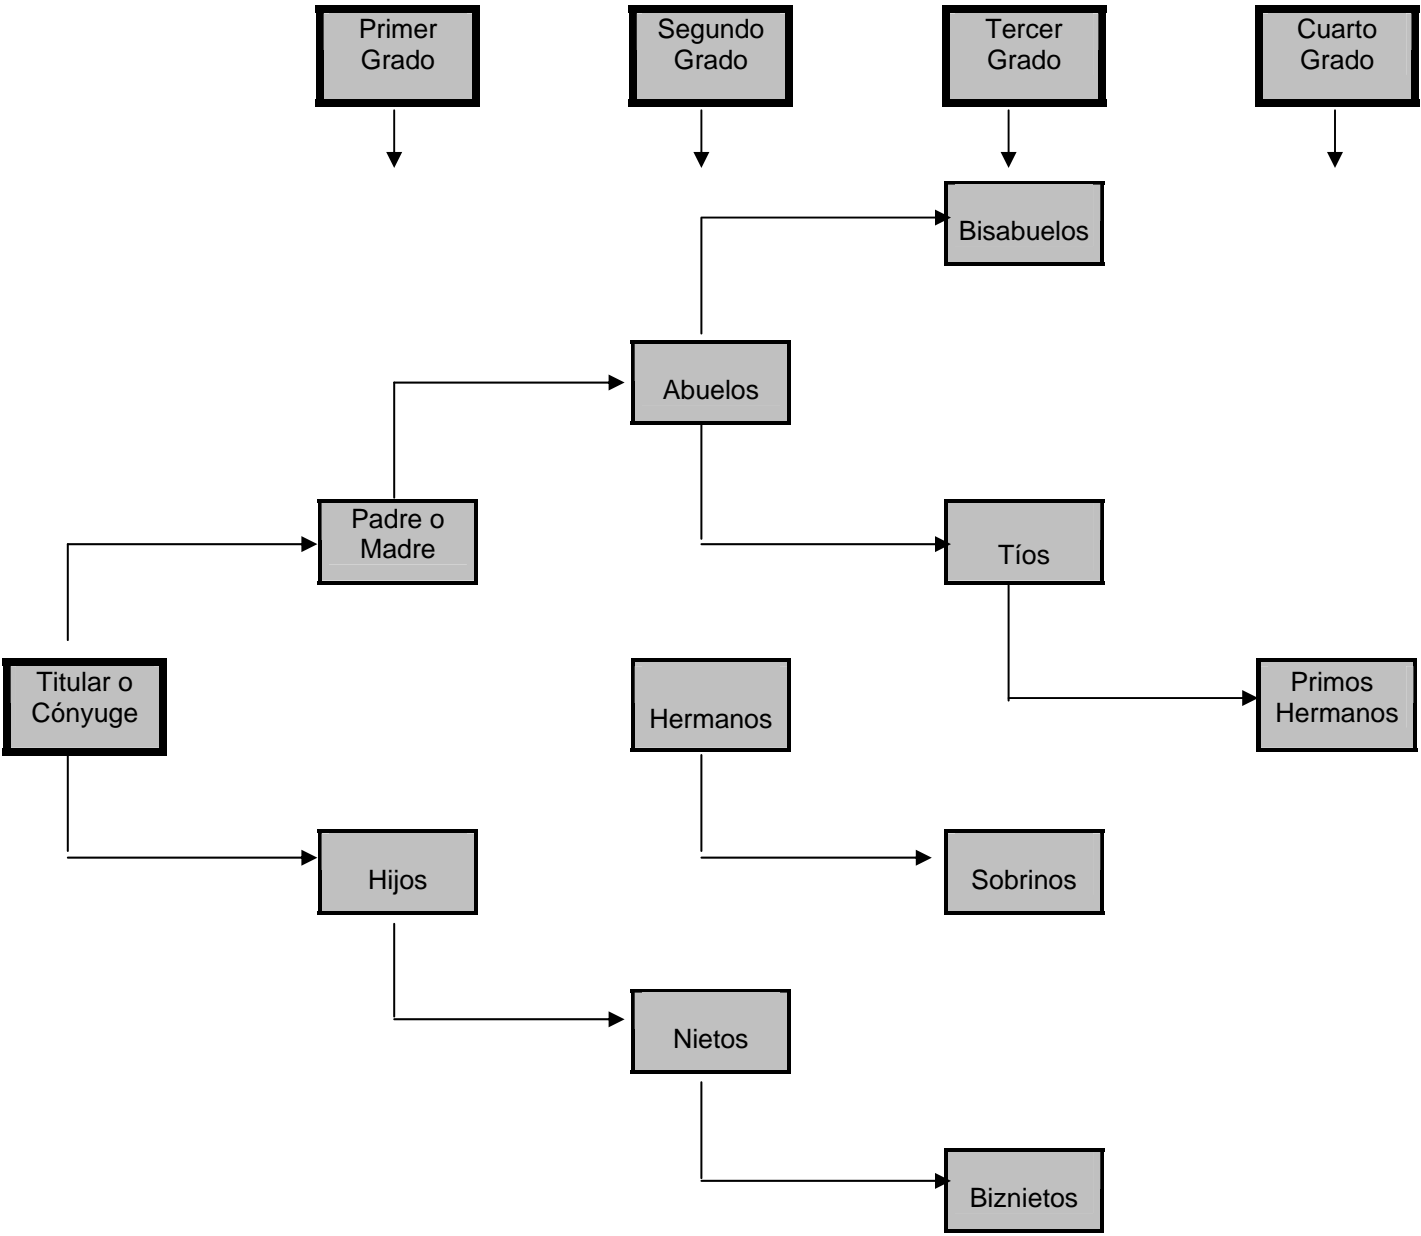 Primer
Grado
Segundo
Grado
Tercer
Grado
Cuarto
Grado
Bisabuelos
Abuelos
Padre o
Madre
Tíos
Titular o
Cónyuge
Hermanos
Primos
Hermanos
Hijos
Sobrinos
Nietos
Biznietos